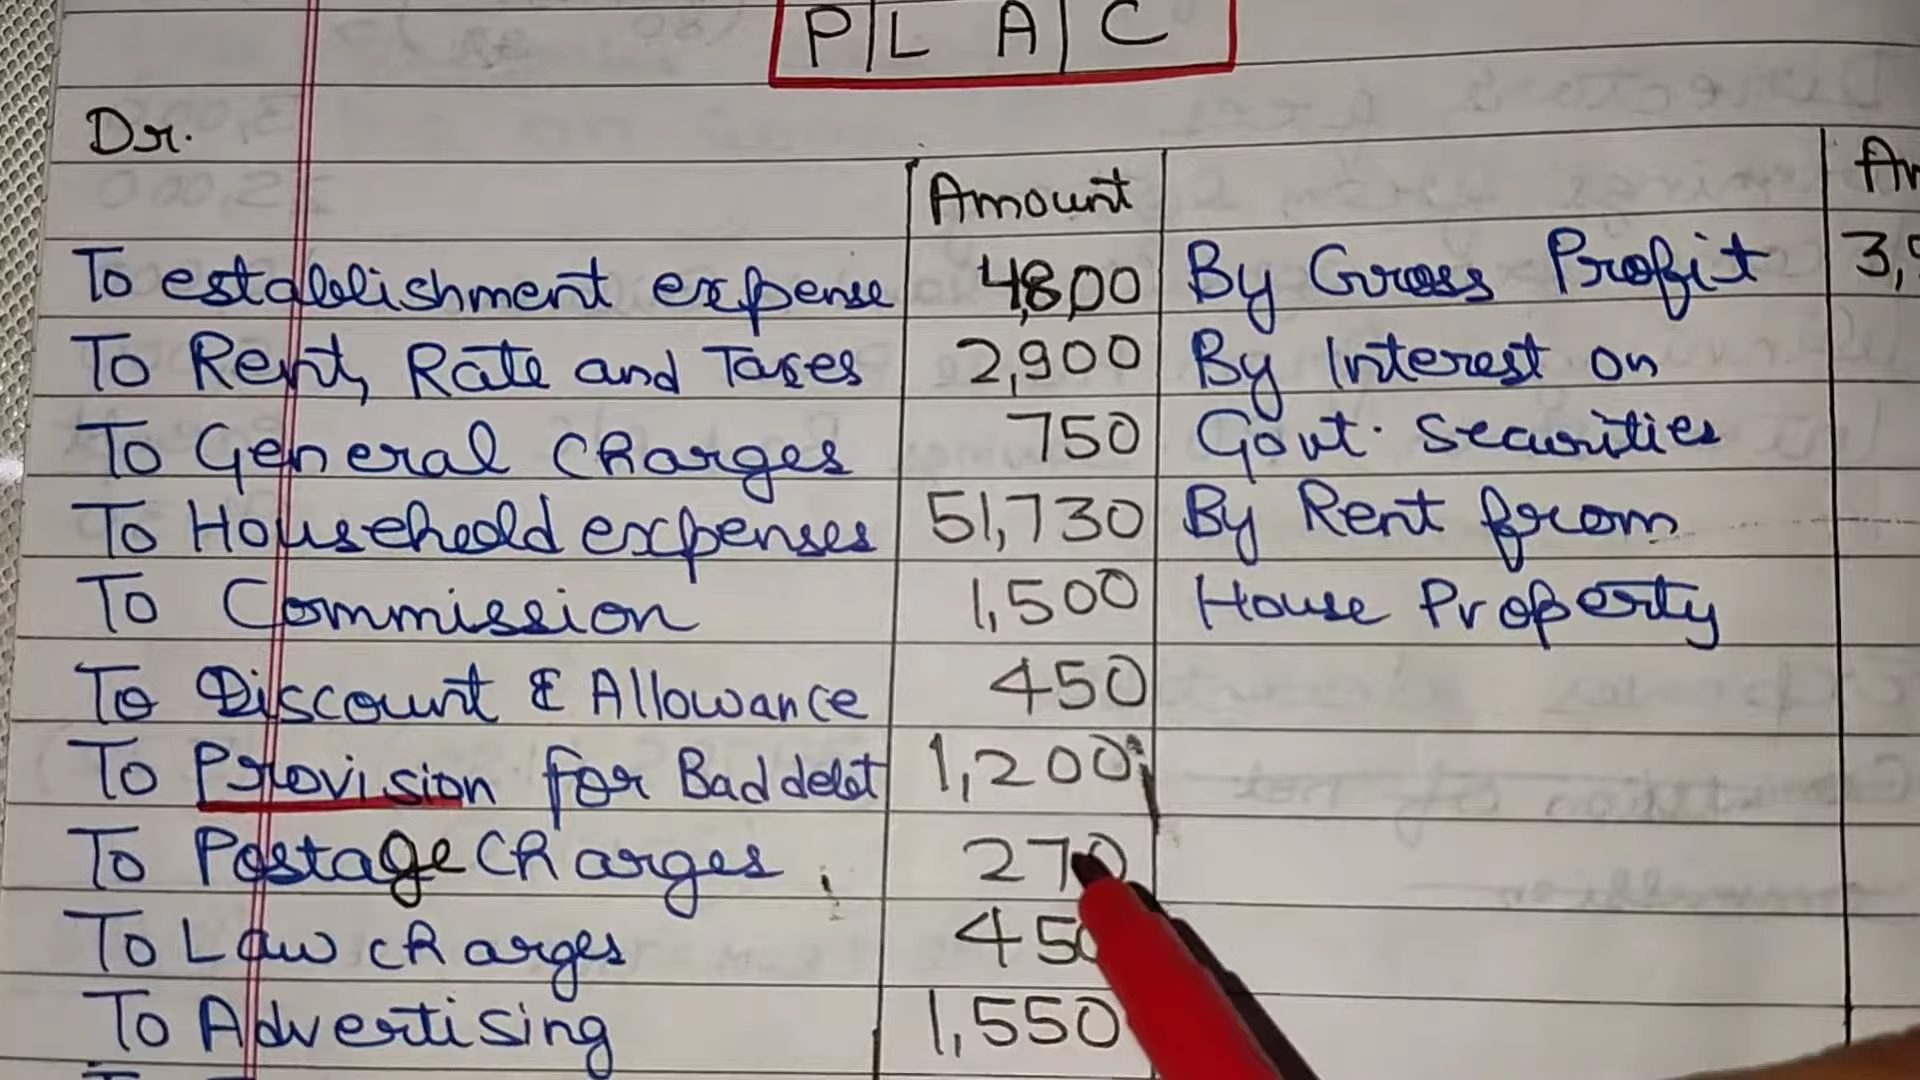 P|L A|C
Dr.
Amount
To establishment expense 4,800 By Gross Profit
To Rent, Rate and Taxes 2,900 By Interest on
To General Charges 750 Govt. Securities
To Household expenses 51,730 By Rent from
To Commission 1,500 House Property
To Discount & Allowance 450
To Provision for Bad debt 1,200
To Postage Charges 270
To Law charges 450
To Advertising 1,550